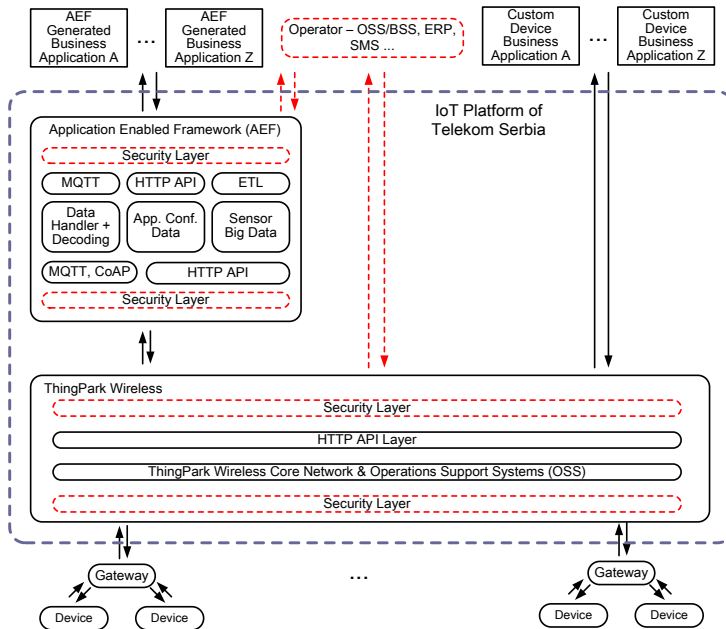 AEF
Generated
Business
Application A
...
AEF
Generated
Business
Application Z
Operator – OSS/BSS, ERP,
SMS ...
Custom
Device
Business
Application A
...
Custom
Device
Business
Application Z
IoT Platform of
Telekom Serbia
Application Enabled Framework (AEF)
Security Layer
MQTT
HTTP API
ETL
Data
Handler +
Decoding
App. Conf.
Data
Sensor
Big Data
MQTT, CoAP
HTTP API
Security Layer
ThingPark Wireless
Security Layer
HTTP API Layer
ThingPark Wireless Core Network & Operations Support Systems (OSS)
Security Layer
Gateway
...
Gateway
Device
Device
Device
Device